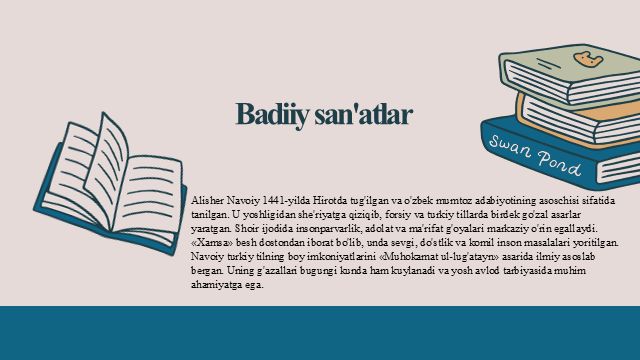 Badiiy san'atlar
Swan Pond
Alisher Navoiy 1441-yilda Hirotda tug'ilgan va o'zbek mumtoz adabiyotining asoschisi sifatida
tanilgan. U yoshligidan she'riyatga qiziqib, forsiy va turkiy tillarda birdek go'zal asarlar
yaratgan. Shoir ijodida insonparvarlik, adolat va ma'rifat g'oyalari markaziy o'rin egallaydi.
«Xamsa» besh dostondan iborat bo'lib, unda sevgi, do'stlik va komil inson masalalari yoritilgan.
Navoiy turkiy tilning boy imkoniyatlarini «Muhokamat ul-lug'atayn» asarida ilmiy asoslab
bergan. Uning g'azallari bugungi kunda ham kuylanadi va yosh avlod tarbiyasida muhim
ahamiyatga ega.